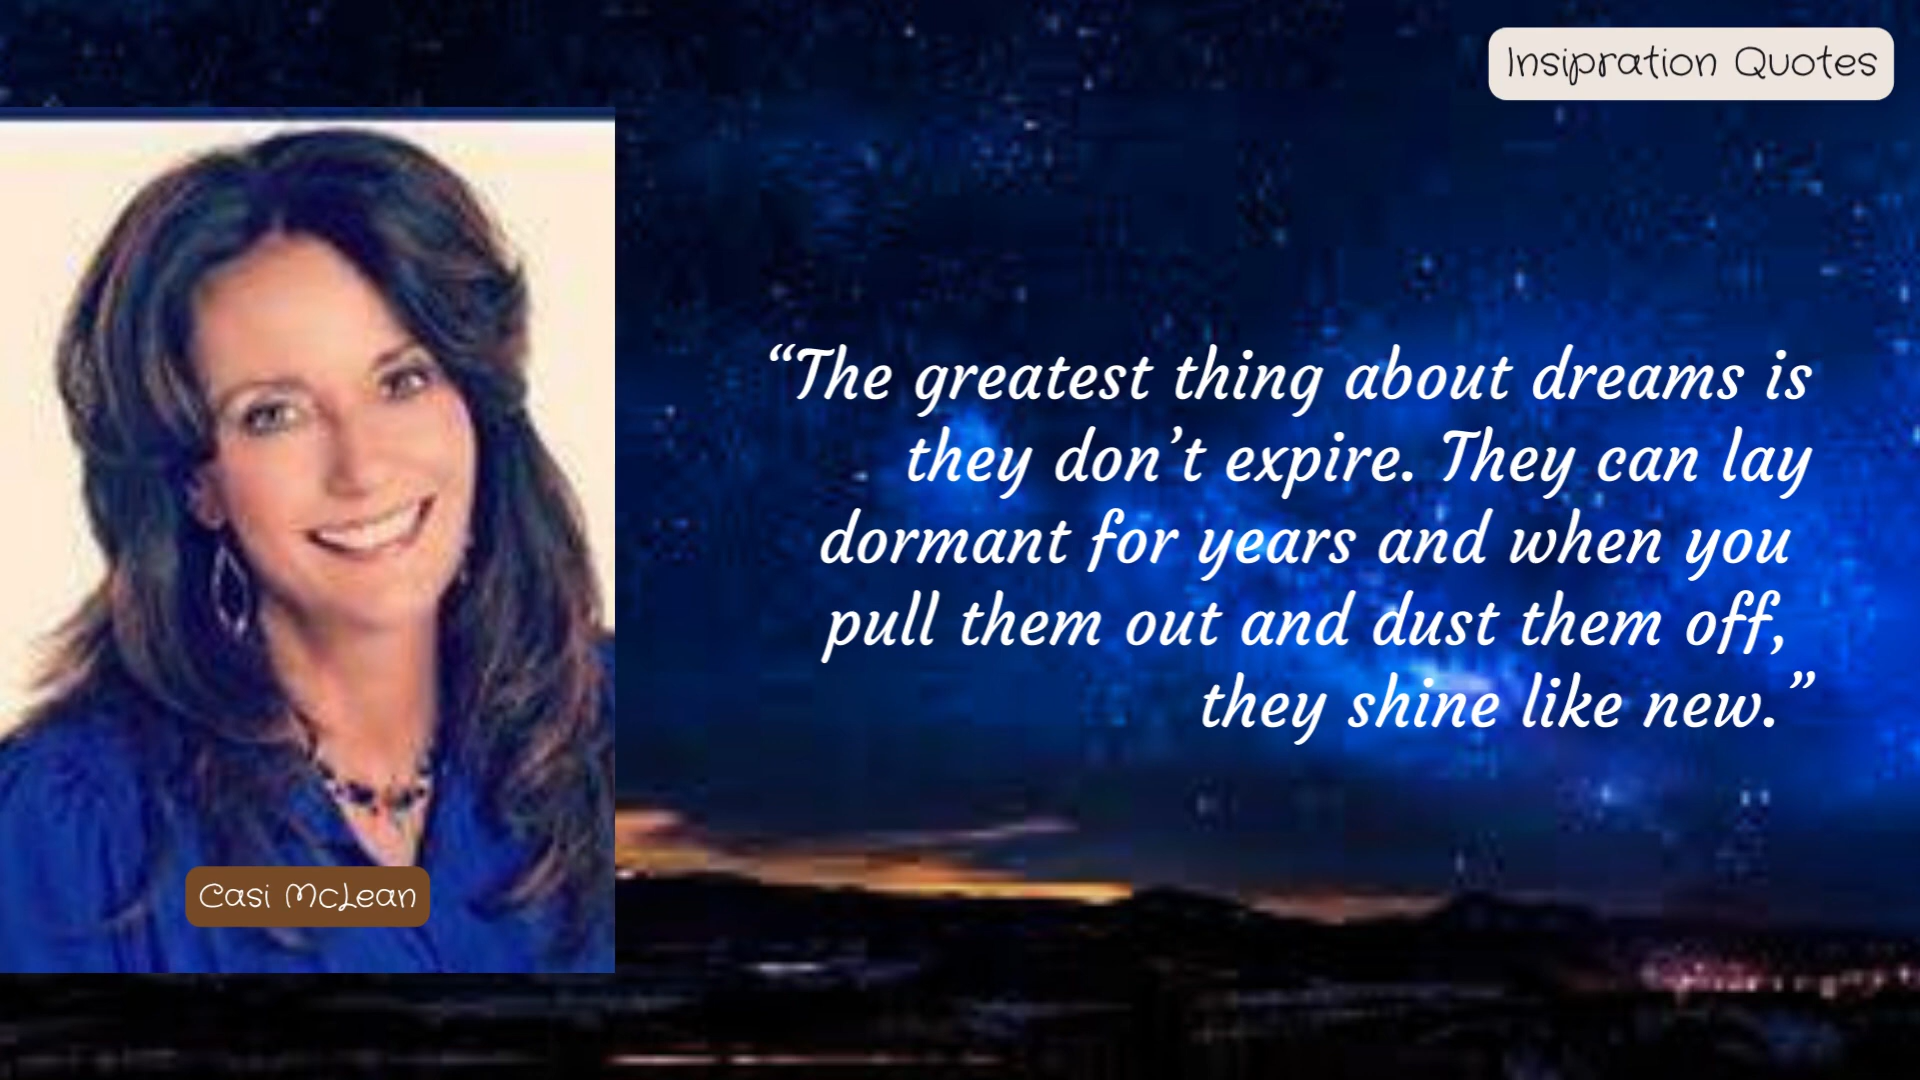 Insipration Quotes
“The greatest thing about dreams is
they don’t expire. They can lay
dormant for years and when you
pull them out and dust them off,
they shine like new.”
Casi McLean